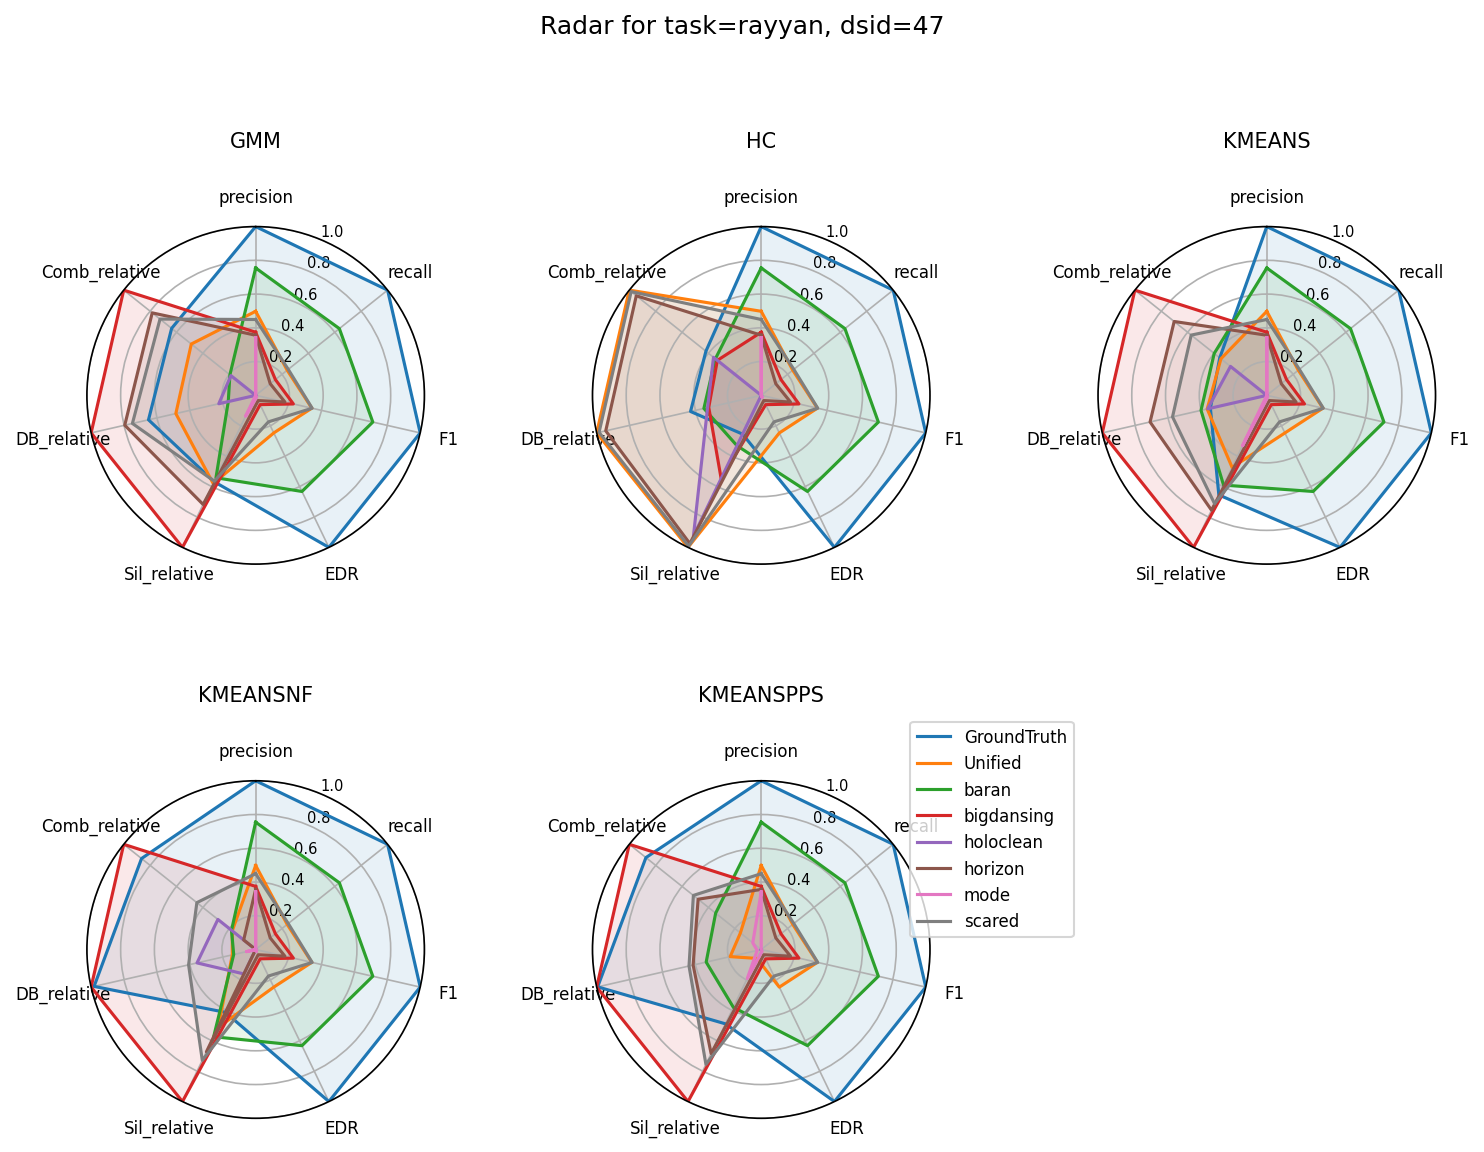 Radar for task=rayyan, dsid=47
GMM
precision
recall
F1
EDR
Sil_relative
DB_relative
Comb_relative
0.2
0.4
0.6
0.8
1.0
HC
precision
recall
F1
EDR
Sil_relative
DB_relative
Comb_relative
0.2
0.4
0.6
0.8
1.0
KMEANS
precision
recall
F1
EDR
Sil_relative
DB_relative
Comb_relative
0.2
0.4
0.6
0.8
1.0
KMEANSNF
precision
recall
F1
EDR
Sil_relative
DB_relative
Comb_relative
0.2
0.4
0.6
0.8
1.0
KMEANSPPS
precision
recall
F1
EDR
Sil_relative
DB_relative
Comb_relative
0.2
0.4
0.6
0.8
1.0
GroundTruth
Unified
baran
bigdansing
holoclean
horizon
mode
scared